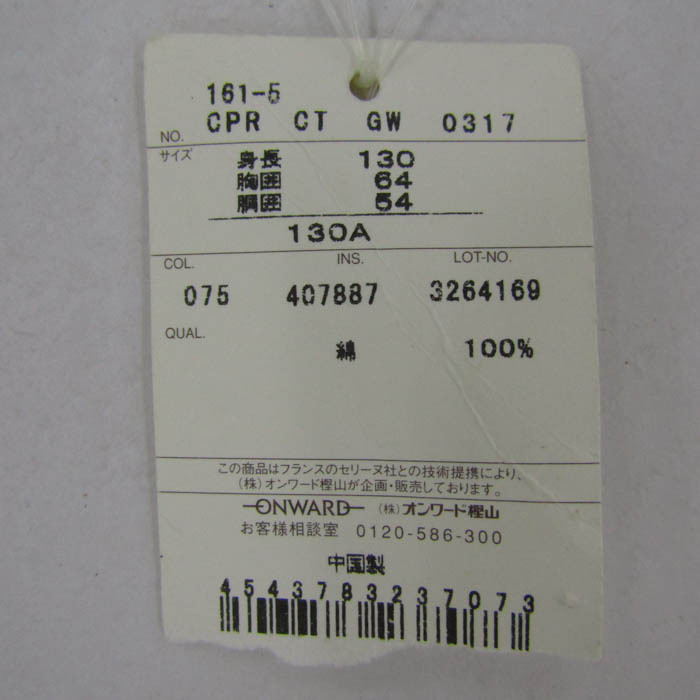 161-5
NO. CPR CT GW 0317
サイズ 身長 130
胸囲 64
胴囲 54
130A
COL. INS. LOT-NO.
075 407887 3264169
QUAL.
綿 100%
この商品はフランスのセリーヌ社との技術提携により、
(株)オンワード樫山が企画・販売しております。
ONWARD (株)オンワード樫山
お客様相談室 0120-586-300
中国製
4543783237073